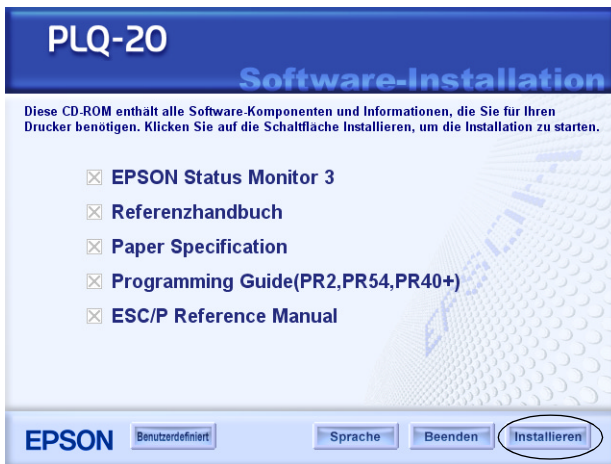 PLQ-20
Software-Installation
Diese CD-ROM enthält alle Software-Komponenten und Informationen, die Sie für Ihren
Drucker benötigen. Klicken Sie auf die Schaltfläche Installieren, um die Installation zu starten.
EPSON Status Monitor 3
Referenzhandbuch
Paper Specification
Programming Guide(PR2,PR54,PR40+)
ESC/P Reference Manual
EPSON
EPSON Benutzerdefiniert Sprache Beenden Installieren